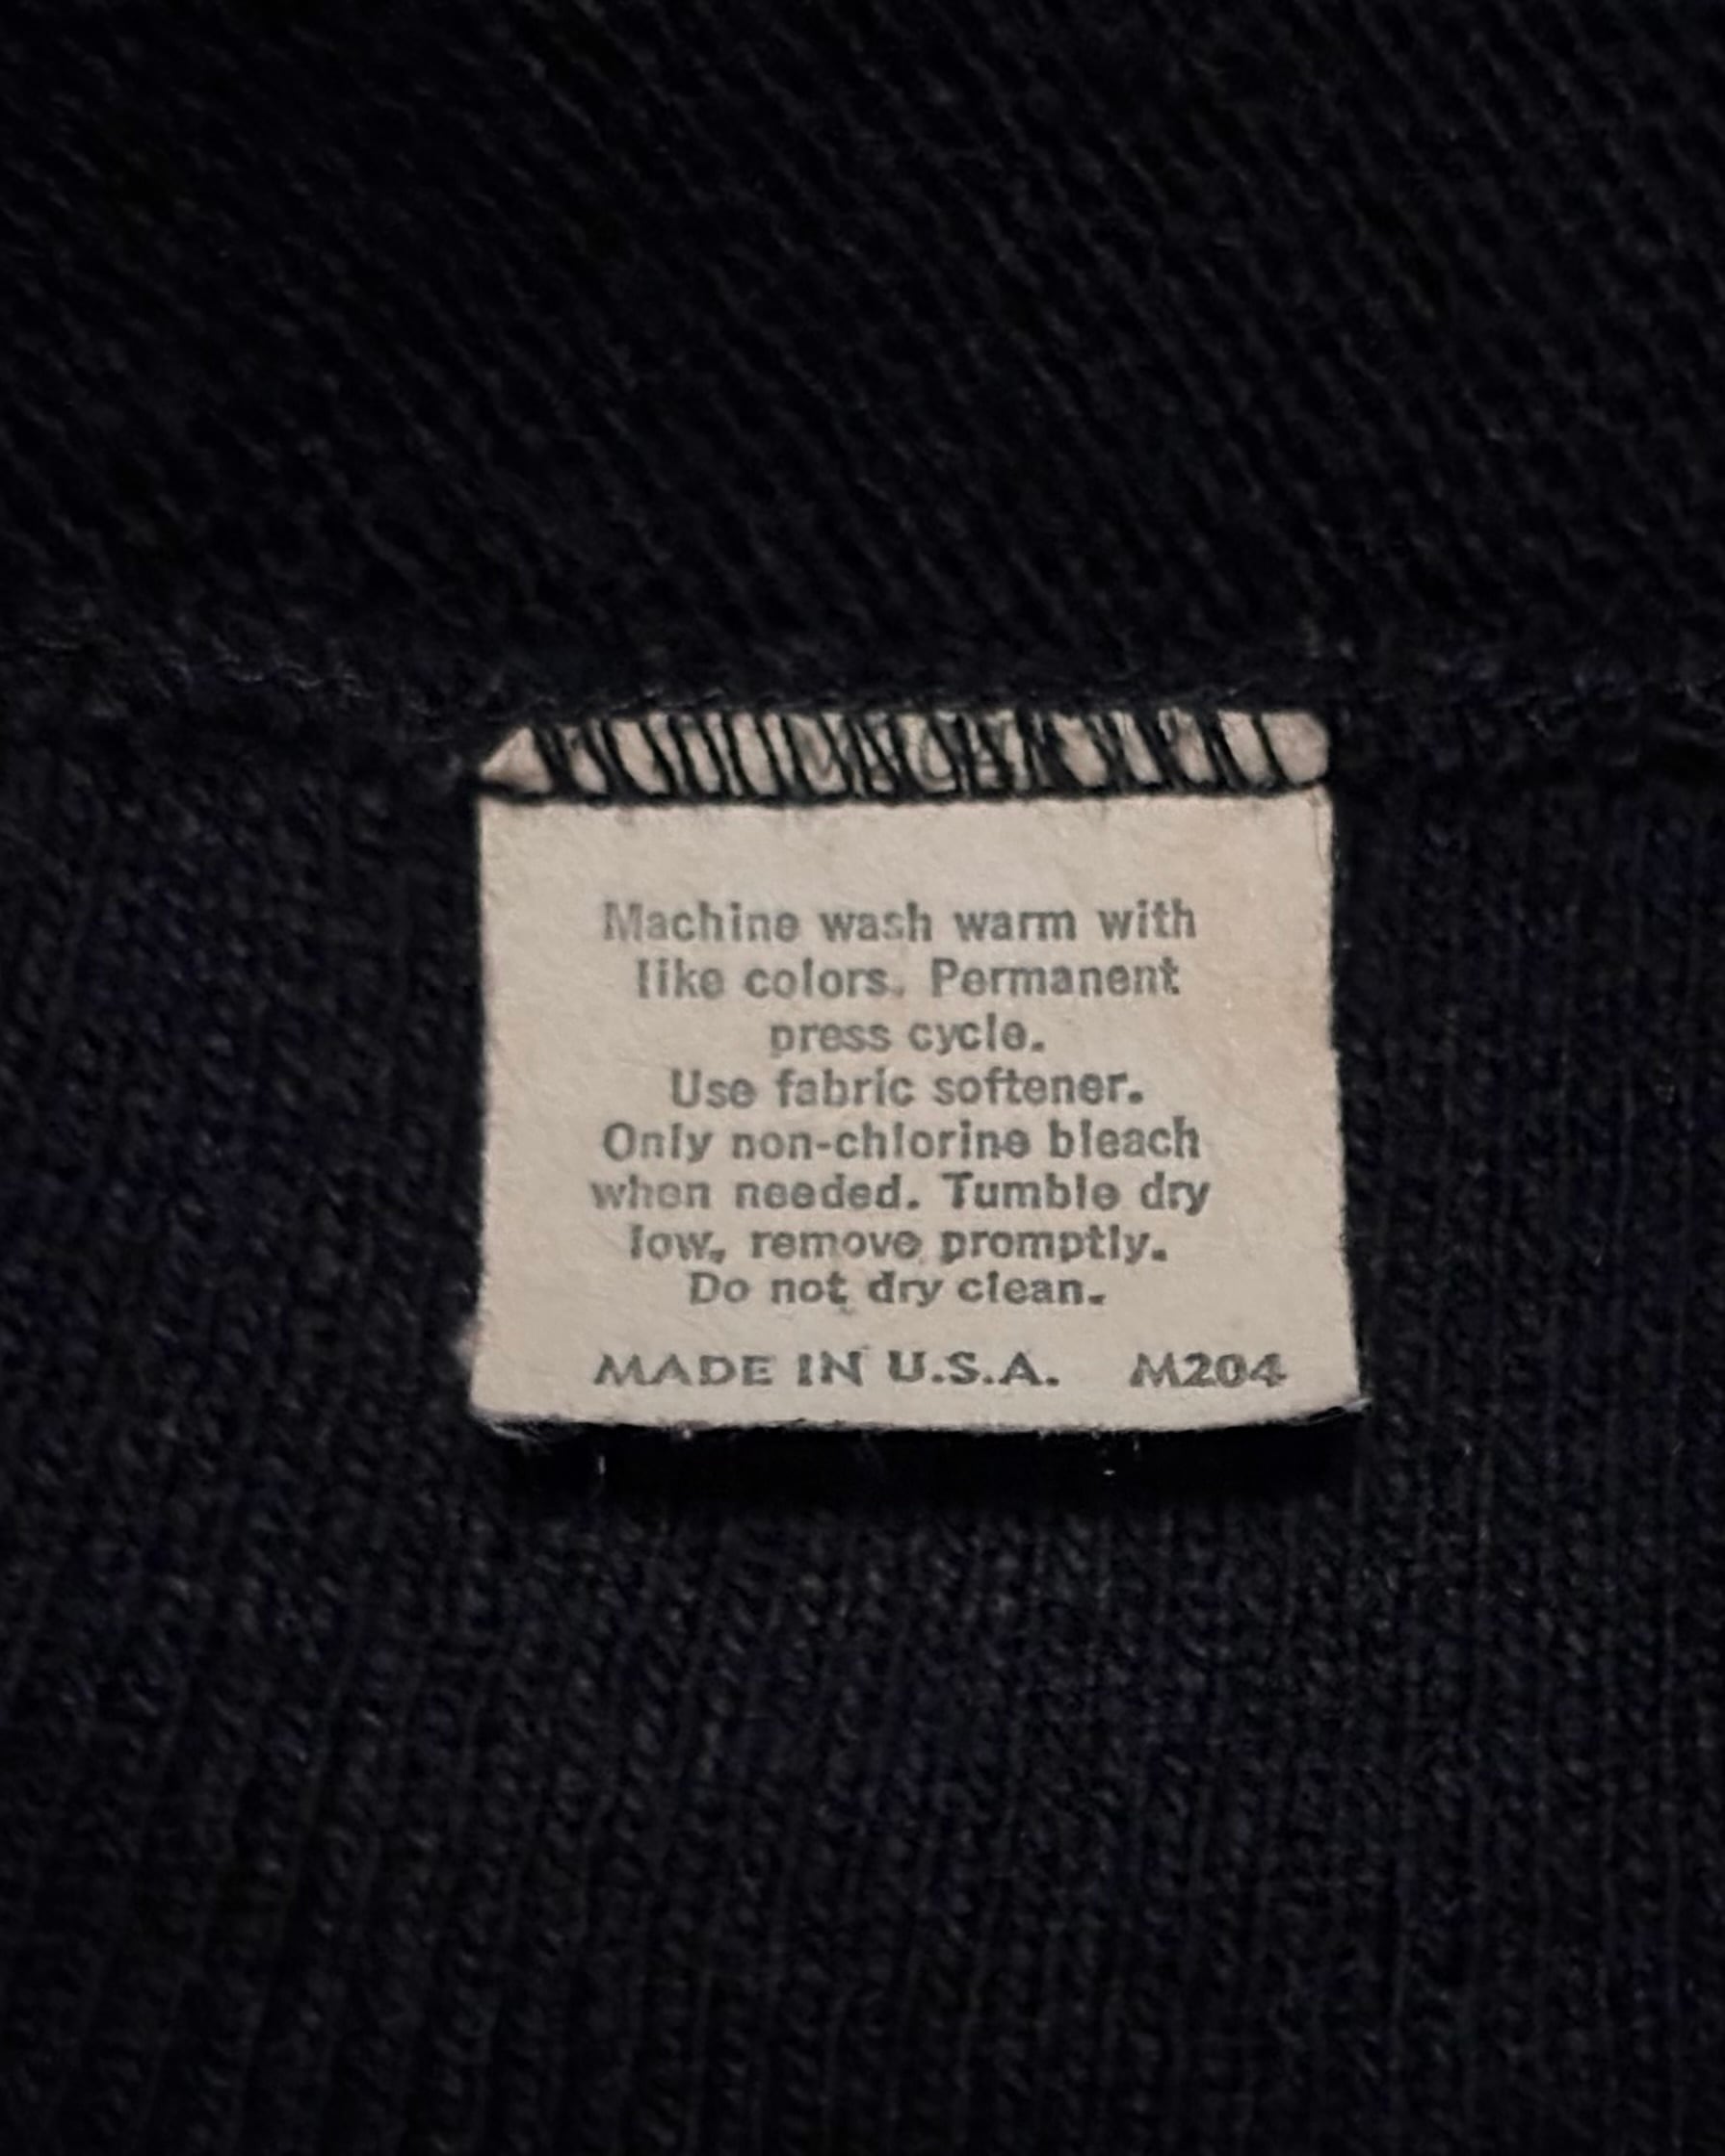 Machine wash warm with
like colors. Permanent
press cycle.
Use fabric softener.
Only non-chlorine bleach
when needed. Tumble dry
low, remove promptly.
Do not dry clean.
MADE IN U.S.A. M204